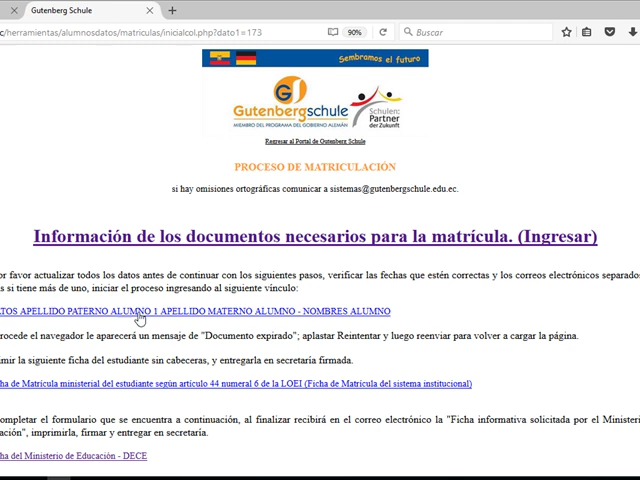 Gutenberg Schule
c/herramientas/alumnosdatos/matriculas/inicialcol.php?dato1=173
90%
Buscar
Sembramos el futuro
Gutenbergschule
MIEMBRO DEL PROGRAMA DEL GOBIERNO ALEMÁN
Schulen:
Partner
der Zukunft
Regresar al Portal de Gutenberg Schule
PROCESO DE MATRICULACIÓN
si hay omisiones ortográficas comunicar a sistemas@gutenbergschule.edu.ec.
Información de los documentos necesarios para la matrícula. (Ingresar)
or favor actualizar todos los datos antes de continuar con los siguientes pasos, verificar las fechas que estén correctas y los correos electrónicos separados
s si tiene más de uno, iniciar el proceso ingresando al siguiente vínculo:
TOS APELLIDO PATERNO ALUMNO 1 APELLIDO MATERNO ALUMNO - NOMBRES ALUMNO
rocede el navegador le aparecerá un mensaje de "Documento expirado"; aplastar Reintentar y luego reenviar para volver a cargar la página.
imir la siguiente ficha del estudiante sin cabeceras, y entregarla en secretaría firmada.
ha de Matrícula ministerial del estudiante según artículo 44 numeral 6 de la LOEI (Ficha de Matrícula del sistema institucional)
ompletar el formulario que se encuentra a continuación, al finalizar recibirá en el correo electrónico la "Ficha informativa solicitada por el Ministeri
ación", imprimirla, firmar y entregar en secretaría.
ha del Ministerio de Educación - DECE